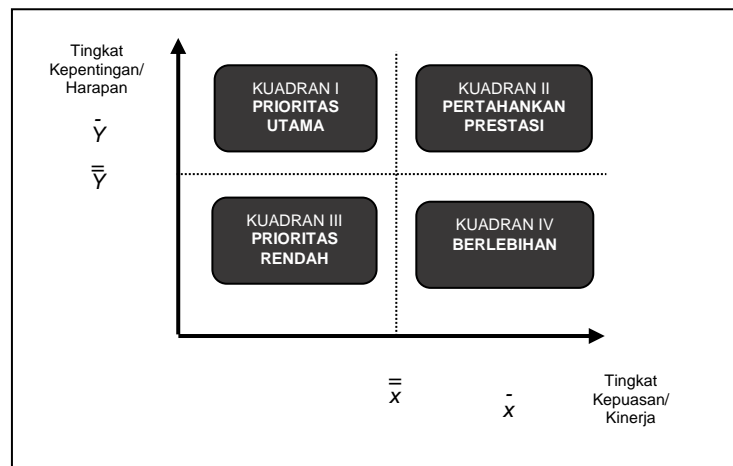 Tingkat
Kepentingan/
Harapan
Y̅
Y̿
KUADRAN I
PRIORITAS
UTAMA
KUADRAN II
PERTAHANKAN
PRESTASI
KUADRAN III
PRIORITAS
RENDAH
KUADRAN IV
BERLEBIHAN
x̿
x̅
Tingkat
Kepuasan/
Kinerja